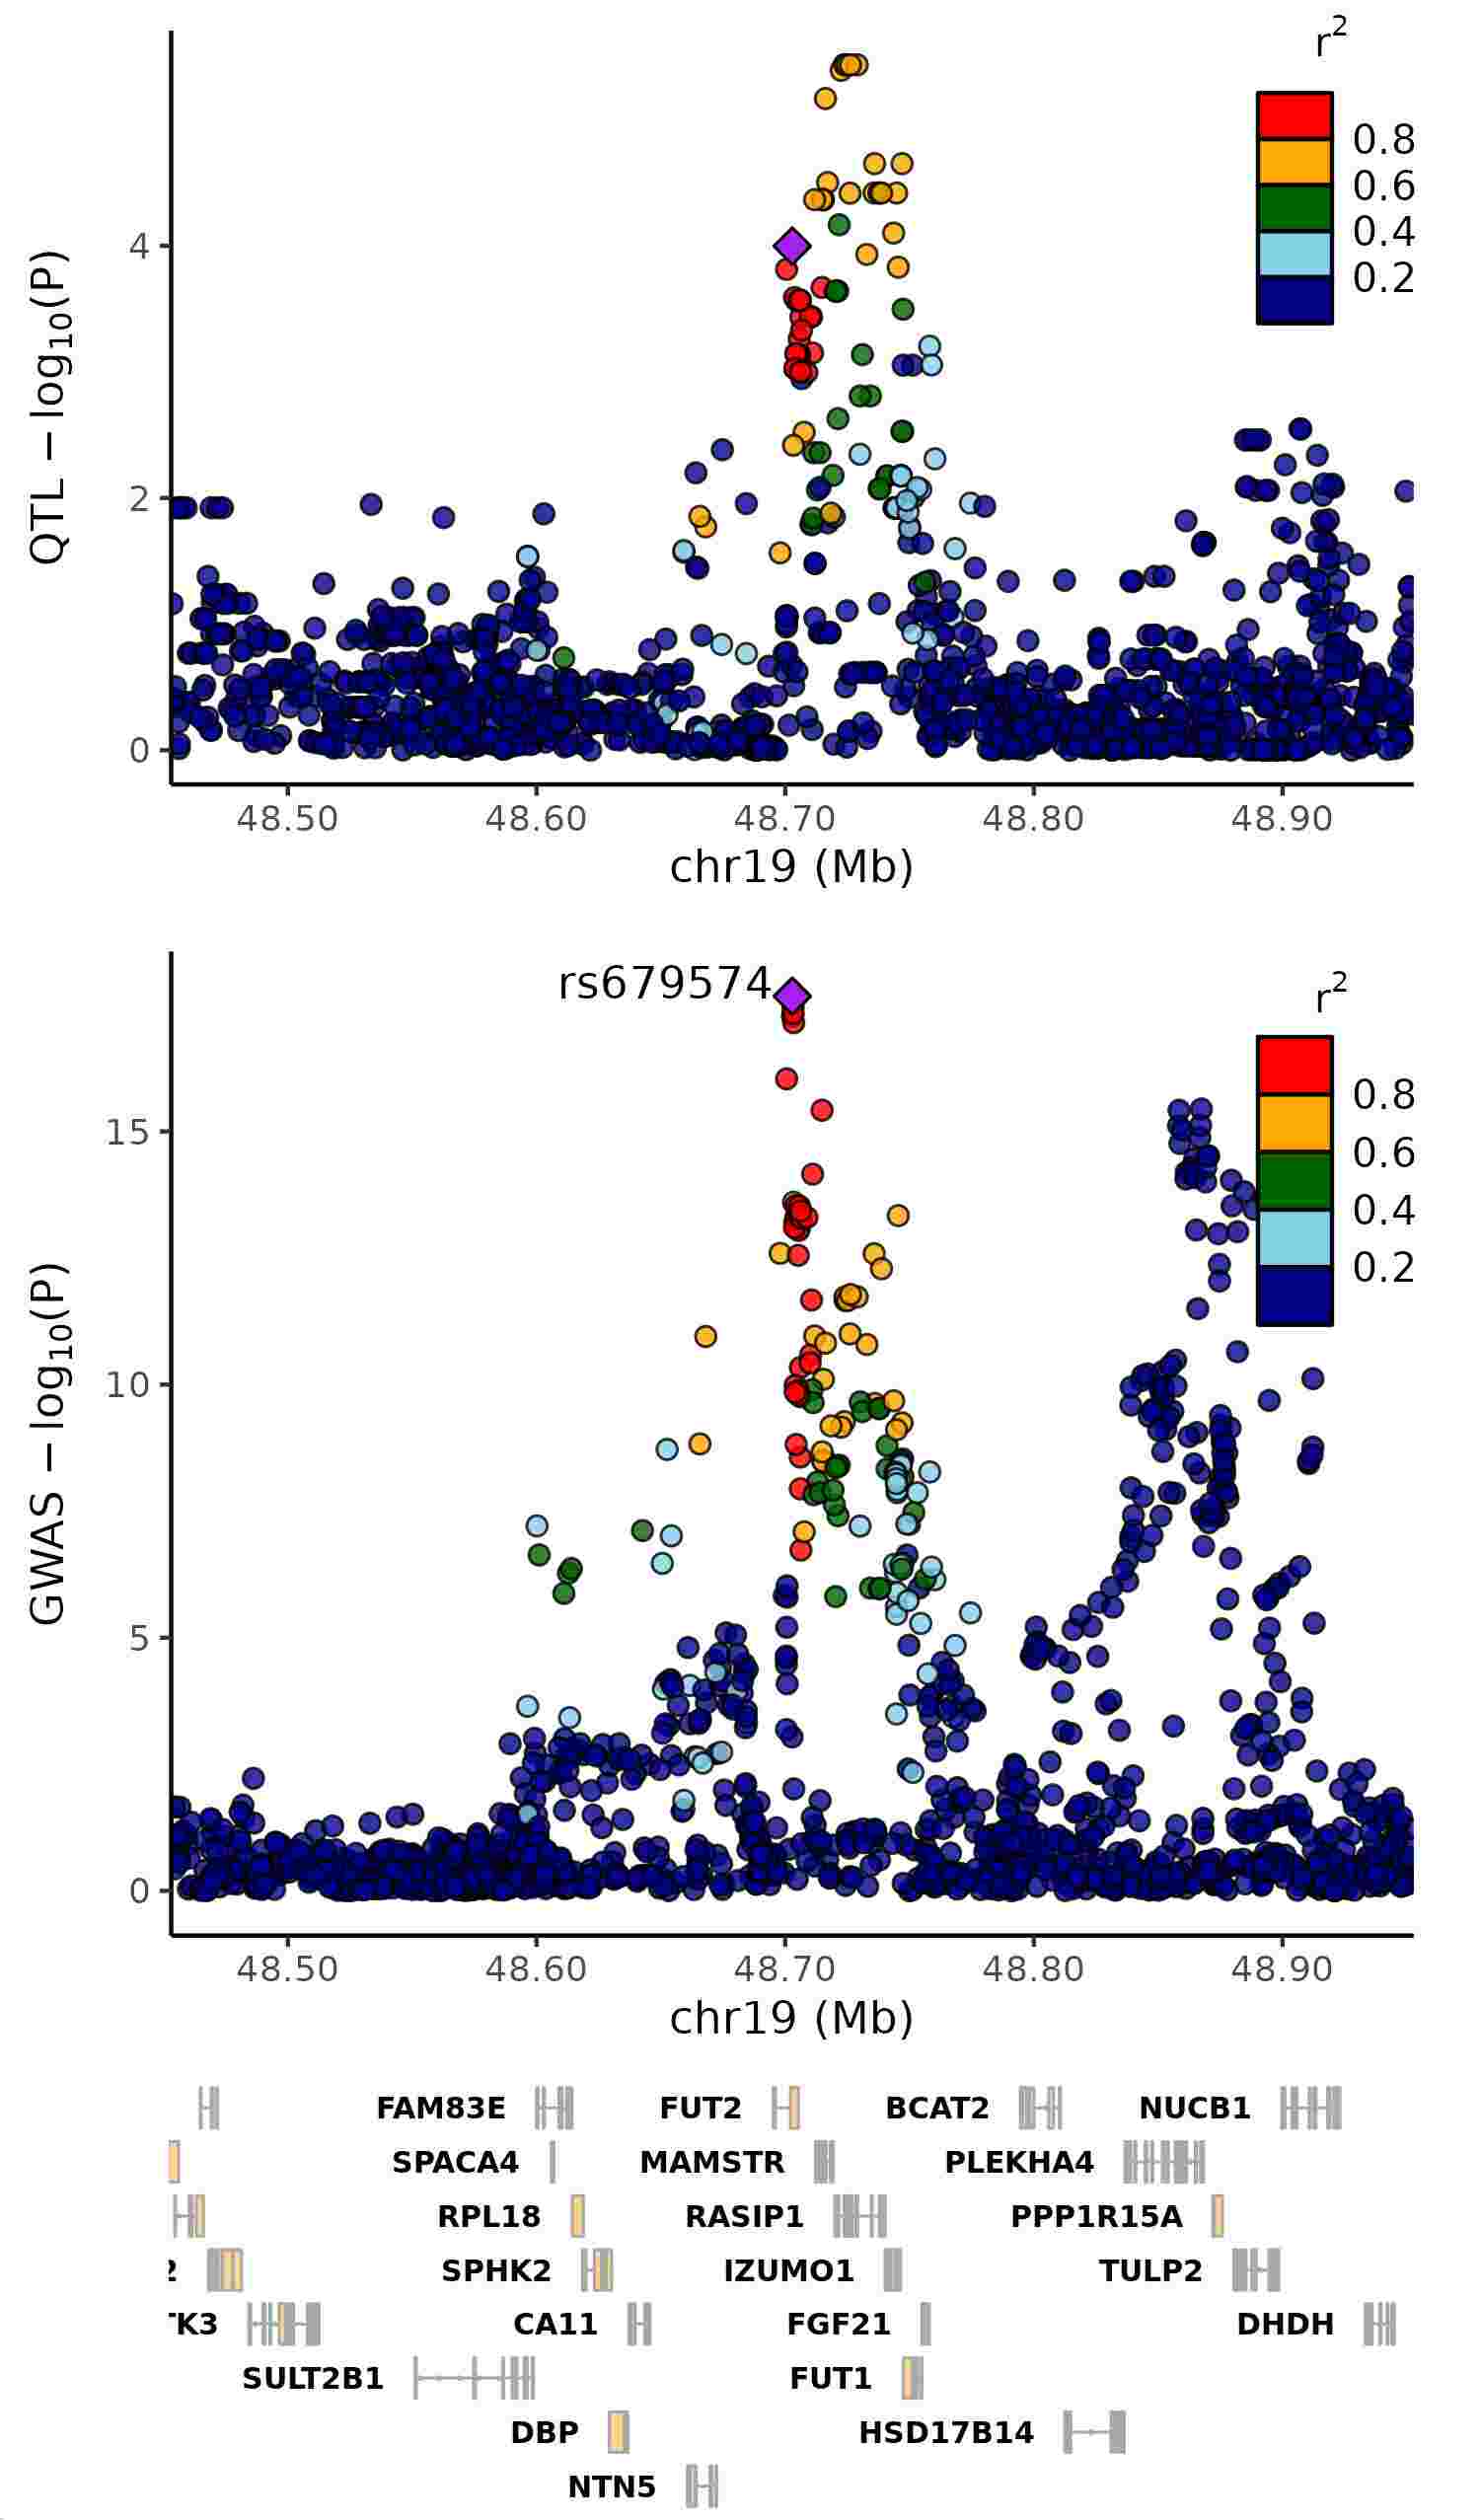 r2
0.8
0.6
0.4
0.2
QTL − log10(P)
4
2
0
48.50 48.60 48.70 48.80 48.90
chr19 (Mb)
rs679574
r2
0.8
0.6
0.4
0.2
GWAS − log10(P)
15
10
5
0
48.50 48.60 48.70 48.80 48.90
chr19 (Mb)
FAM83E FUT2 BCAT2 NUCB1
SPACA4 MAMSTR PLEKHA4
RPL18 RASIP1 PPP1R15A
2 SPHK2 IZUMO1 TULP2
TK3 CA11 FGF21 DHDH
SULT2B1 FUT1
DBP HSD17B14
NTN5